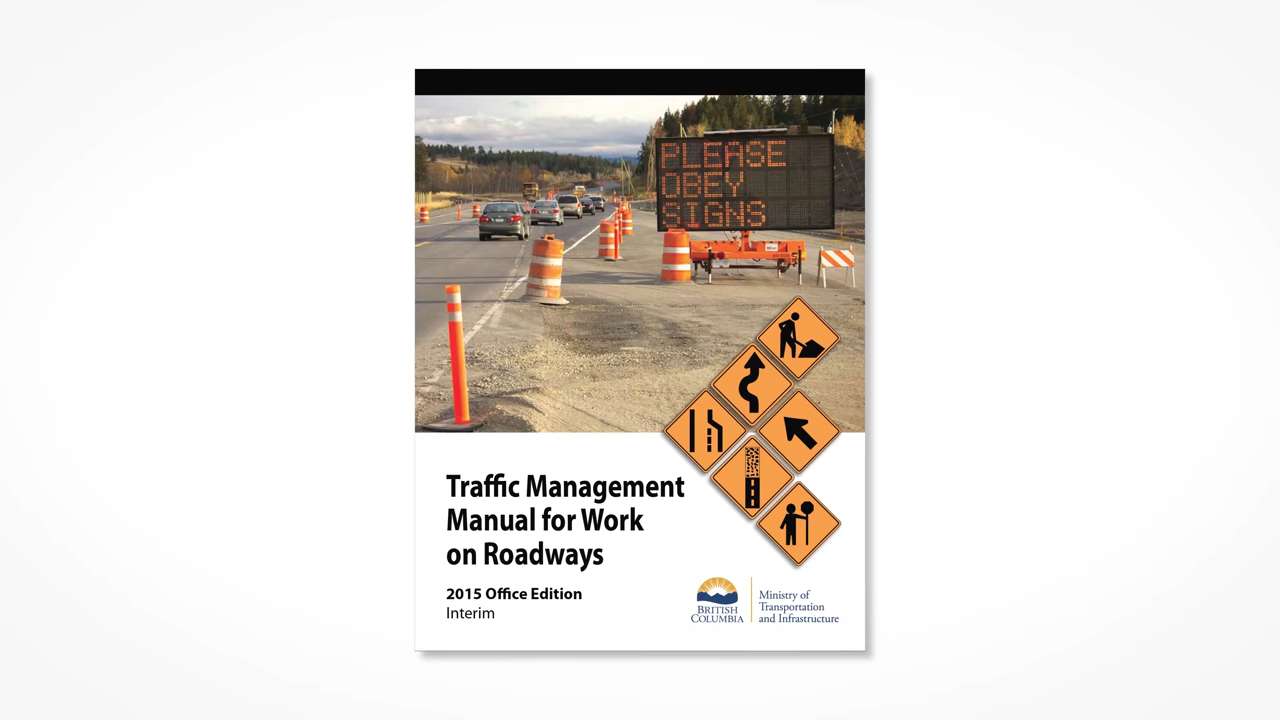 PLEASE
OBEY
SIGNS
Traffic Management
Manual for Work
on Roadways
2015 Office Edition
Interim
BRITISH
COLUMBIA
Ministry of
Transportation
and Infrastructure